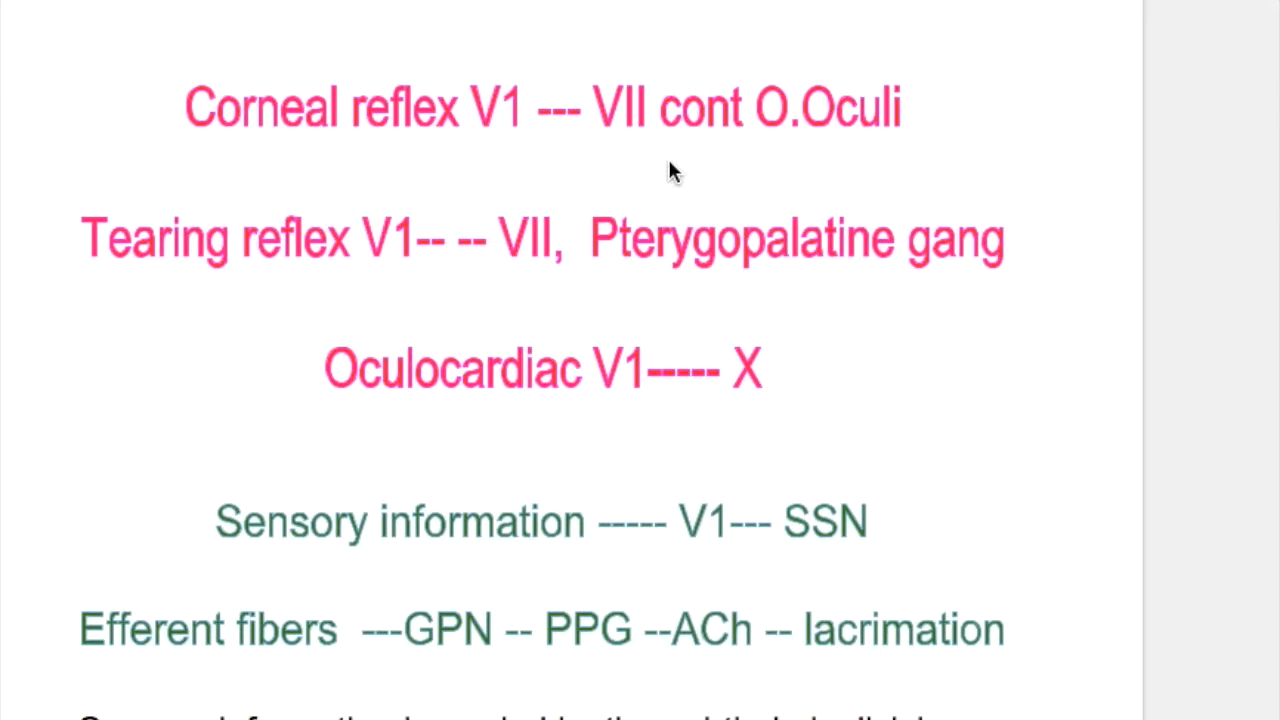 Corneal reflex V1 --- VII cont O.Oculi
Tearing reflex V1-- -- VII,  Pterygopalatine gang
Oculocardiac V1----- X
Sensory information ----- V1--- SSN
Efferent fibers  ---GPN -- PPG --ACh -- lacrimation